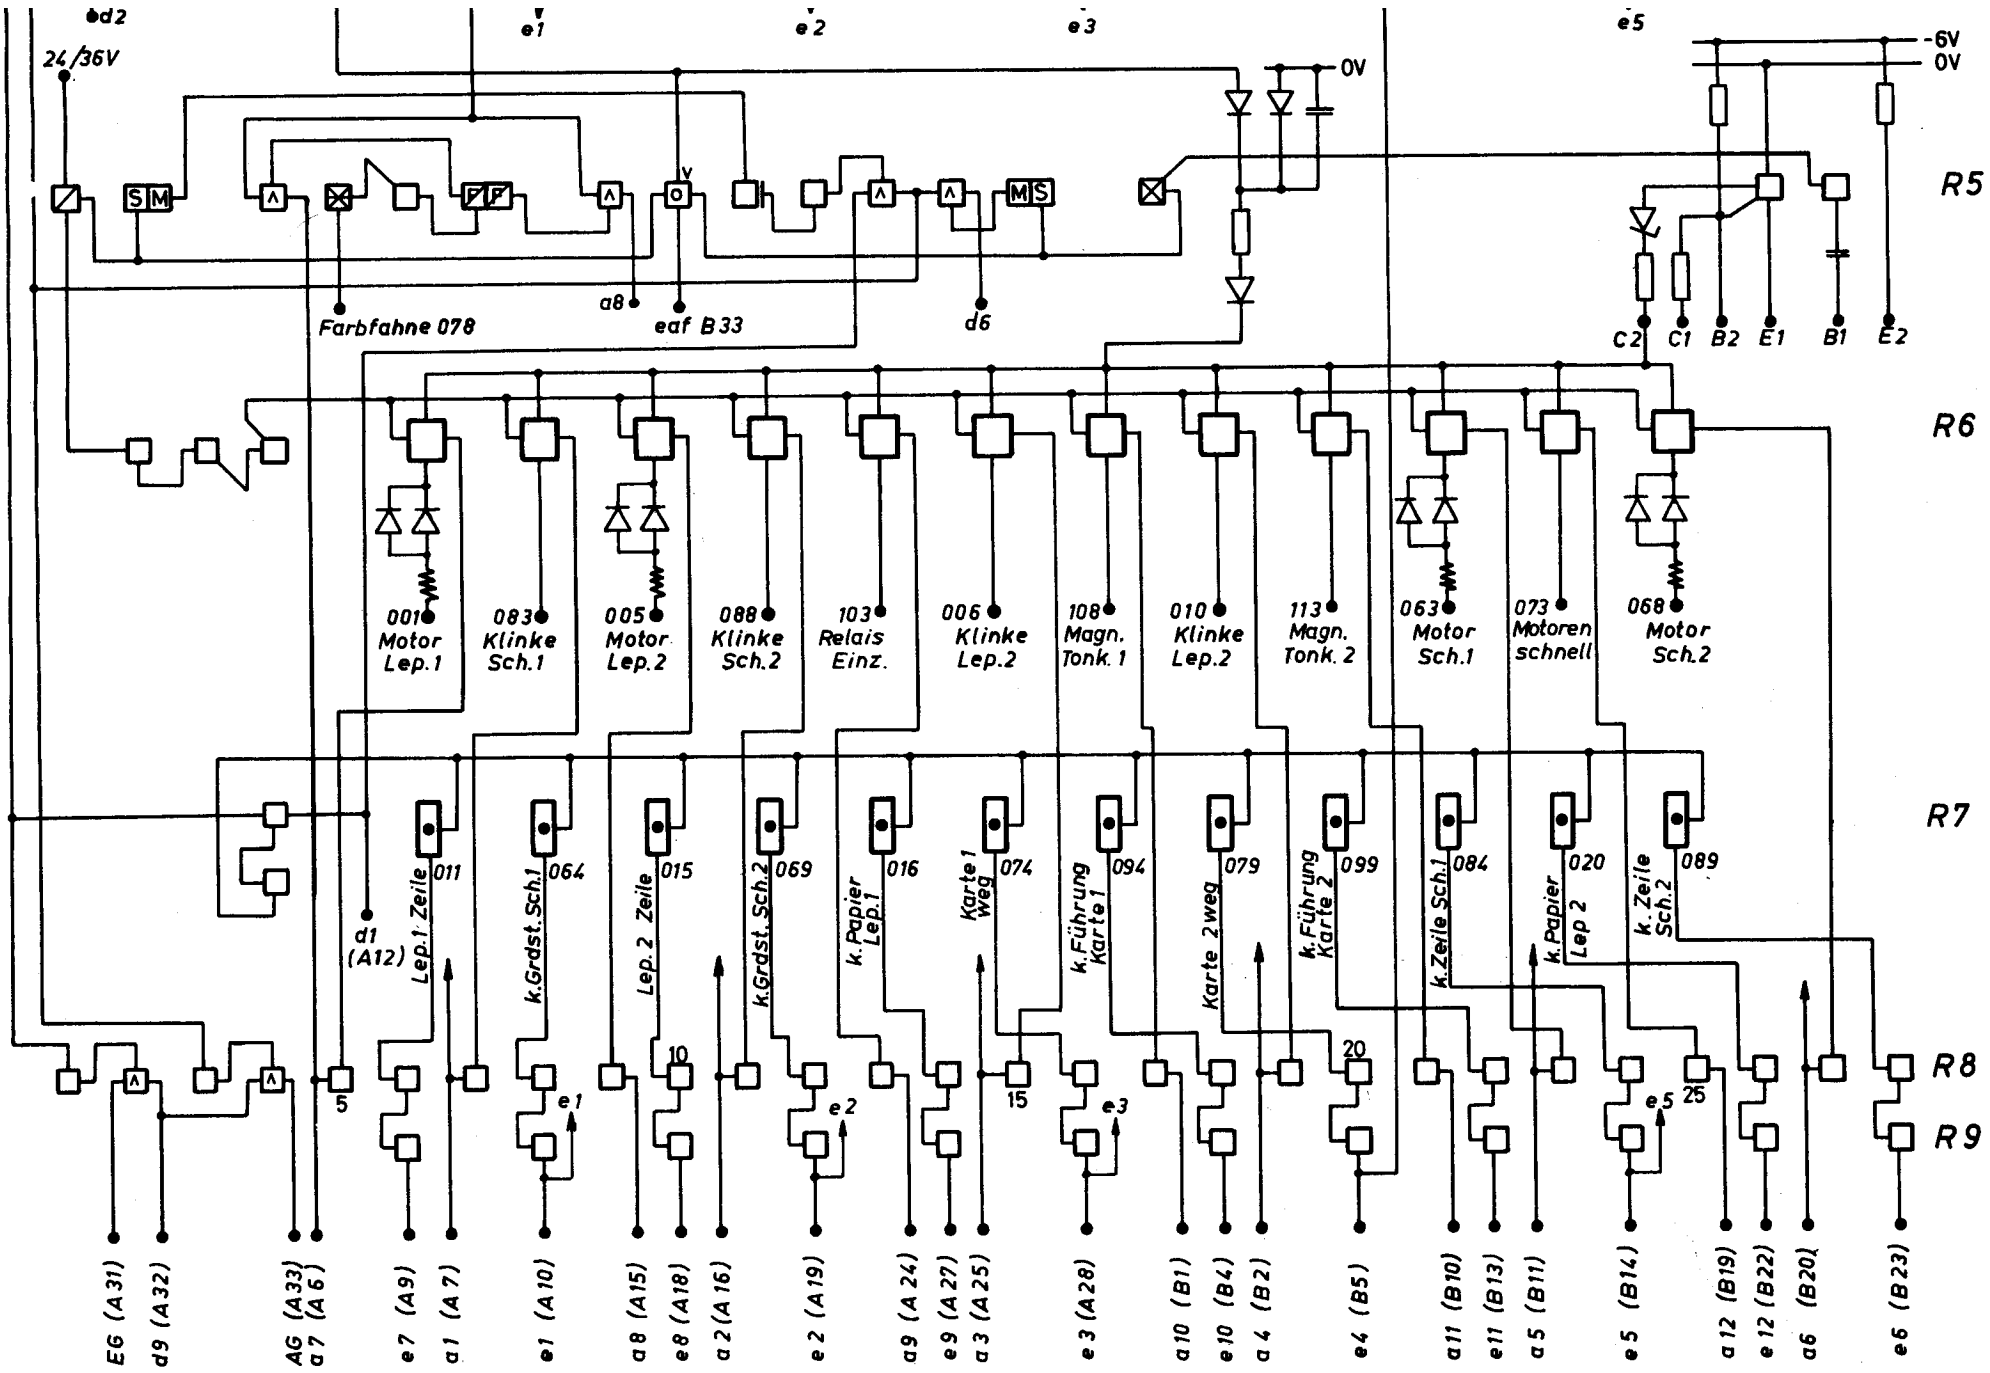 d2
e1
e2
e3
e5
24/36V
0V
-6V
0V
S M
Λ
F F
Λ
V
O
Λ
Λ
M S
R5
Farbfahne 078
a8
eaf B33
d6
C2
C1
B2
E1
B1
E2
R6
001
Motor
Lep.1
083
Klinke
Sch.1
005
Motor
Lep.2
088
Klinke
Sch.2
103
Relais
Einz.
006
Klinke
Lep.2
108
Magn.
Tonk.1
010
Klinke
Lep.2
113
Magn.
Tonk.2
063
Motor
Sch.1
073
Motoren
schnell
068
Motor
Sch.2
R7
011
Lep.1 Zeile
064
k.Grdst.Sch.1
015
Lep. 2 Zeile
069
k.Grdst.Sch.2
016
k.Papier
Lep.1
074
Karte 1
weg
094
k.Führung
Karte 1
079
Karte 2weg
099
k.Führung
Karte 2
084
k.Zeile Sch.1
020
k.Papier
Lep 2
089
k. Zeile
Sch.2
d1
(A12)
Λ
Λ
5
10
15
20
25
R8
e1
e2
e3
e5
R9
EG (A31)
d9 (A32)
AG (A33)
a7 (A6)
e7 (A9)
a1 (A7)
e1 (A10)
a8 (A15)
e8 (A18)
a2 (A16)
e2 (A19)
a9 (A24)
e9 (A27)
a3 (A25)
e3 (A28)
a10 (B1)
e10 (B4)
a4 (B2)
e4 (B5)
a11 (B10)
e11 (B13)
a5 (B11)
e5 (B14)
a12 (B19)
e12 (B22)
a6 (B20)
e6 (B23)